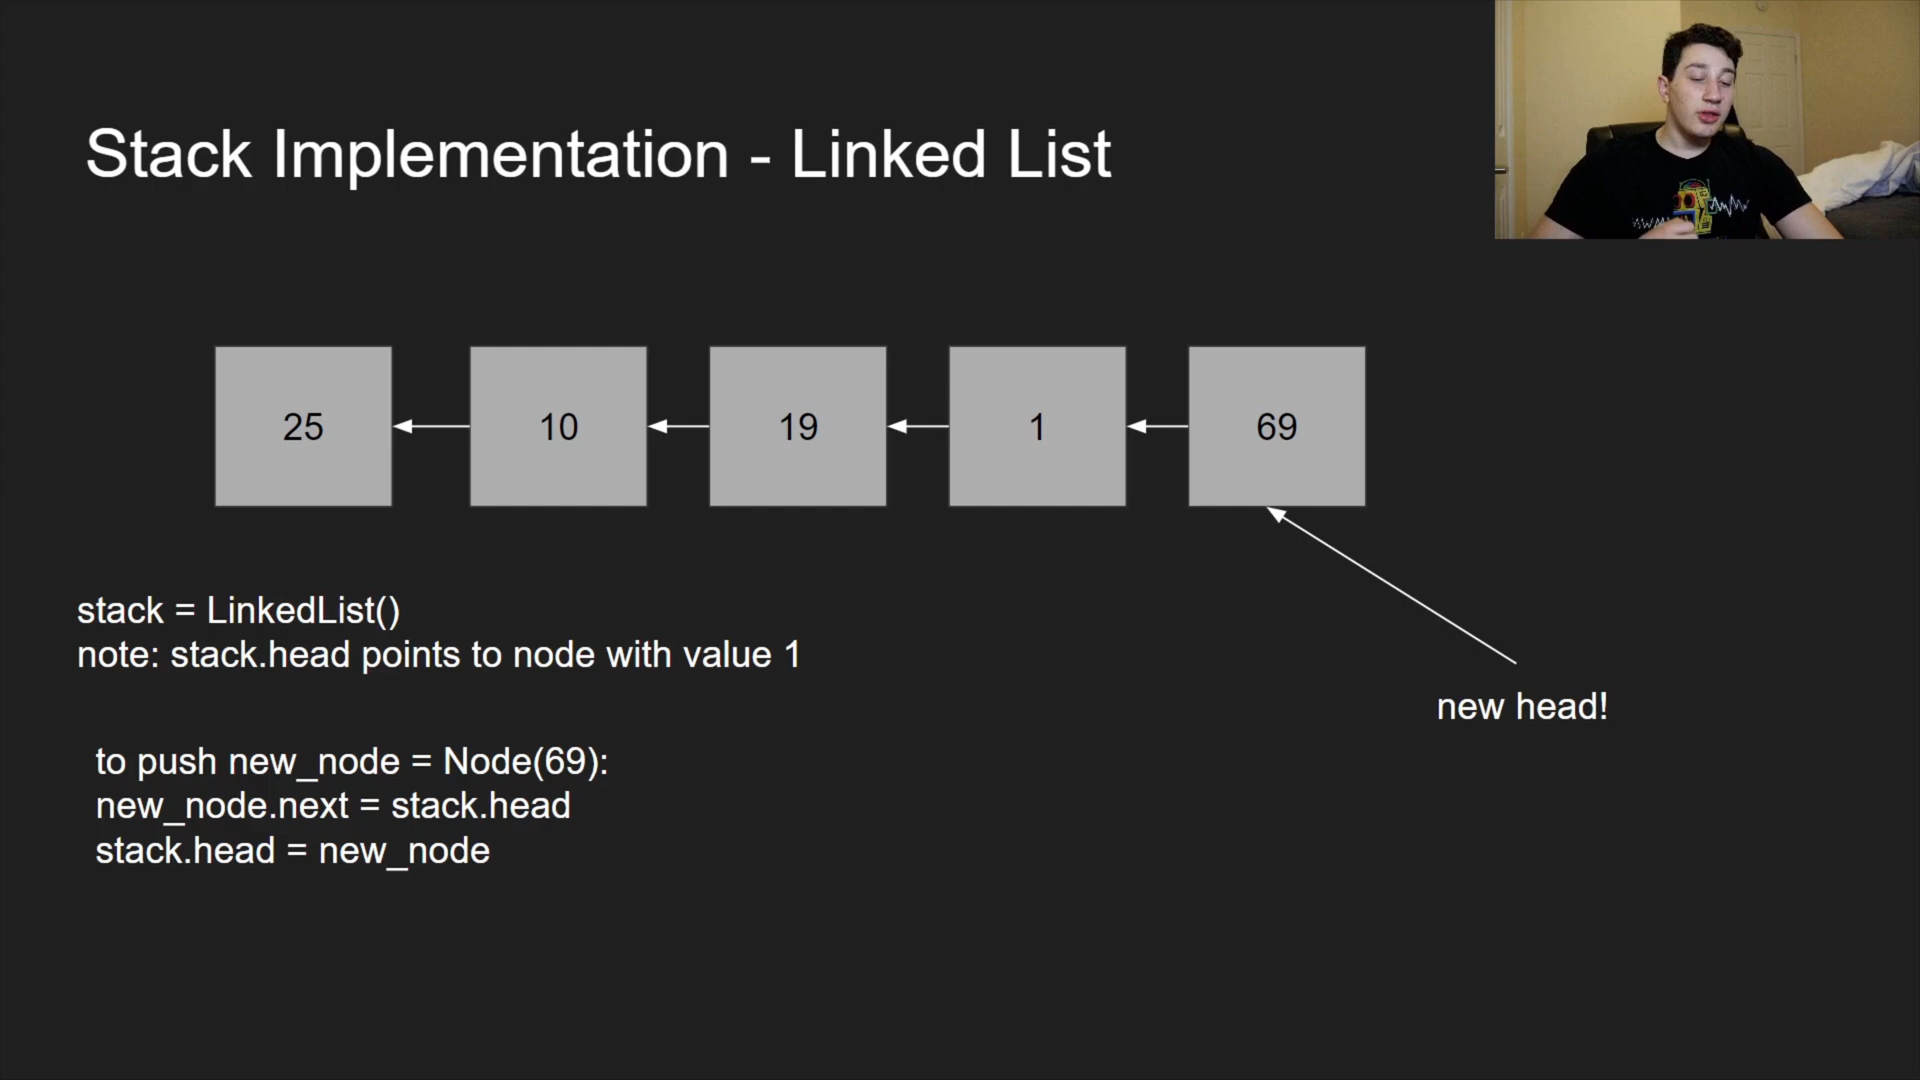 Stack Implementation - Linked List
25
10
19
1
69
stack = LinkedList()
note: stack.head points to node with value 1
new head!
to push new_node = Node(69):
new_node.next = stack.head
stack.head = new_node